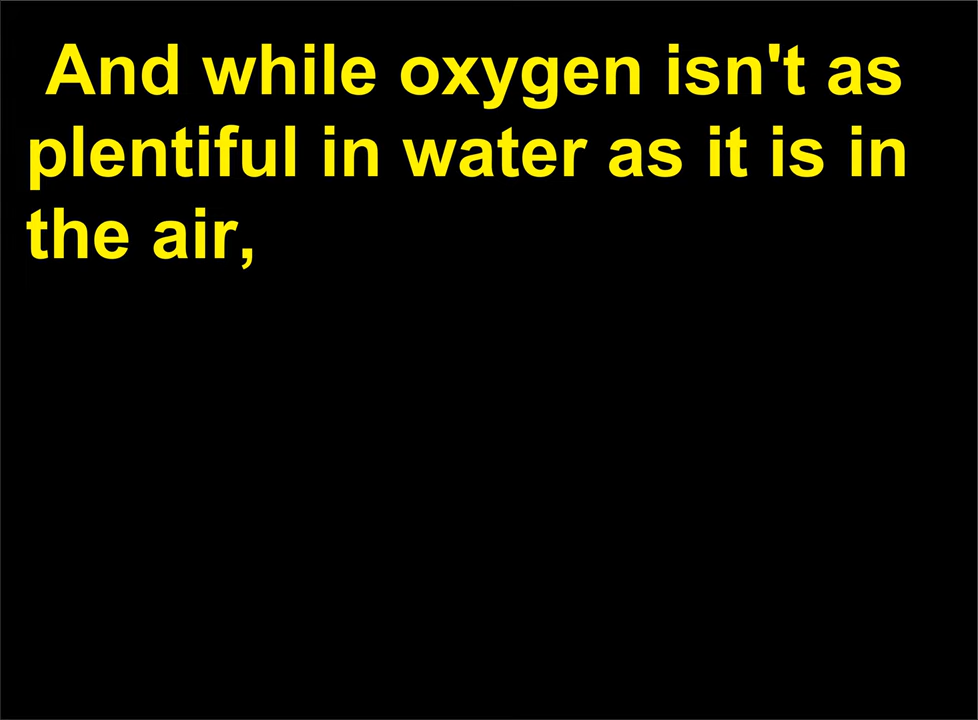 And while oxygen isn't as
plentiful in water as it is in
the air,